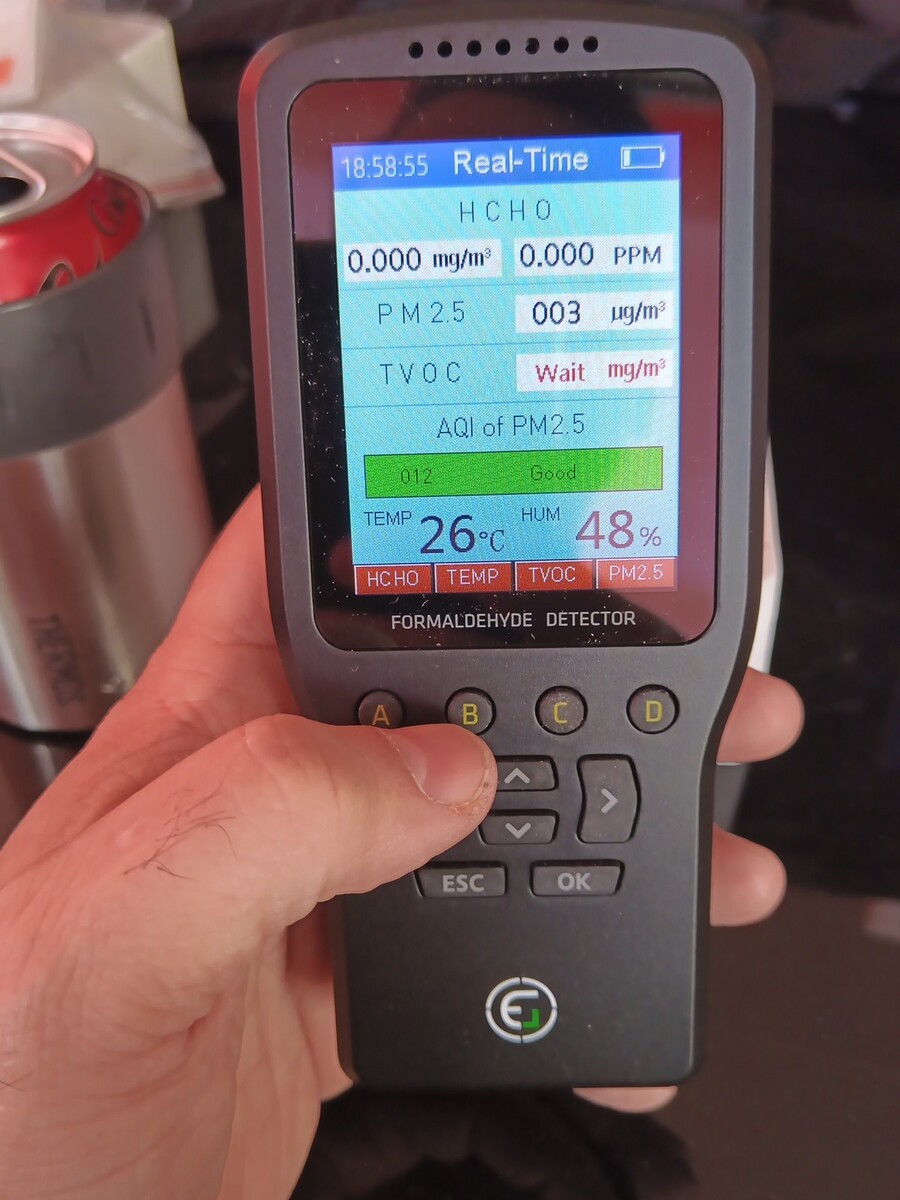 18:58:55 Real-Time
HCHO
0.000 mg/m³ 0.000 PPM
PM2.5 003 µg/m³
TVOC Wait mg/m³
AQI of PM2.5
012 Good
TEMP 26°C HUM 48%
HCHO TEMP TVOC PM2.5
FORMALDEHYDE DETECTOR
A B C D
ESC OK
THERMOS